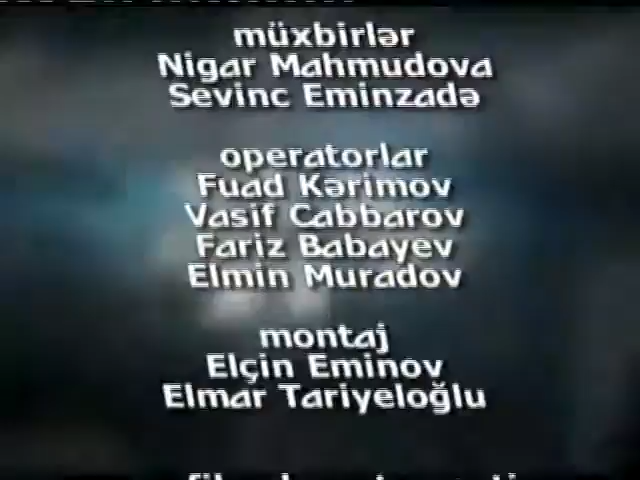 müxbirlər
Nigar Mahmudova
Sevinc Eminzadə
operatorlar
Fuad Kərimov
Vasif Cabbarov
Fariz Babayev
Elmin Muradov
montaj
Elçin Eminov
Elmar Tariyeloğlu